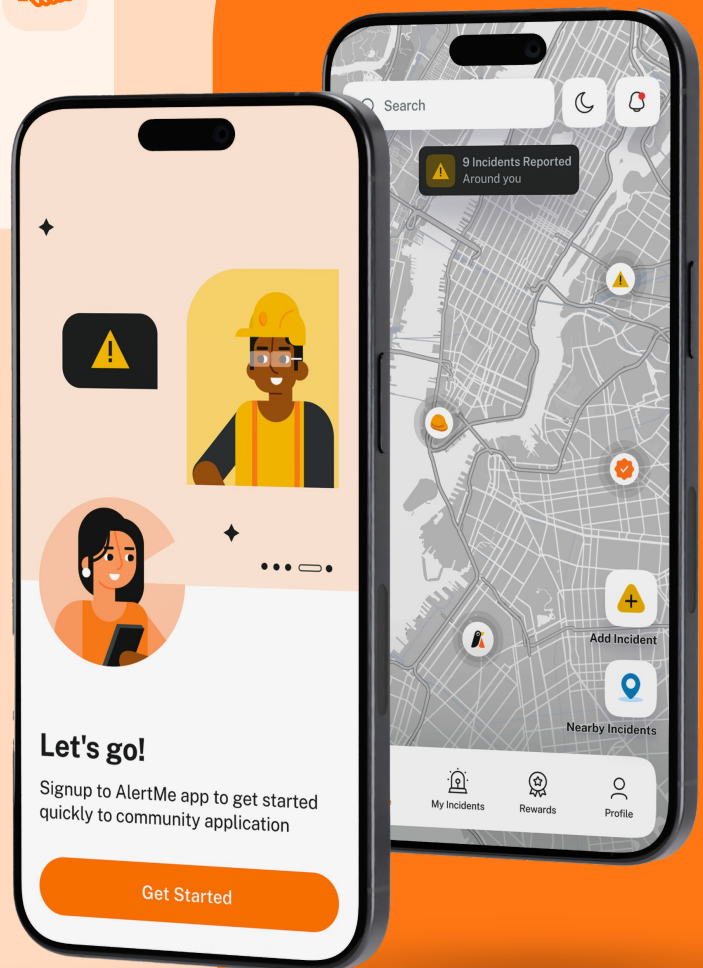 Let's go!
Signup to AlertMe app to get started
quickly to community application
Get Started
Search
9 Incidents Reported
Around you
Add Incident
Nearby Incidents
My Incidents
Rewards
Profile